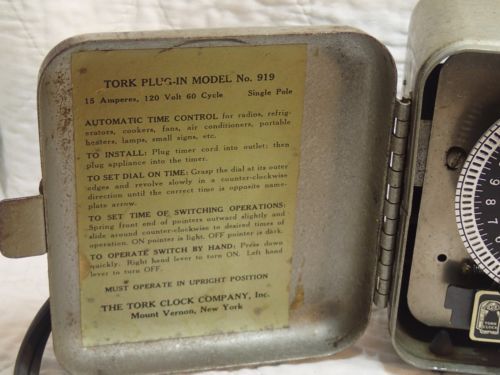 TORK PLUG-IN MODEL No. 919
15 Amperes, 120 Volt 60 Cycle Single Pole
AUTOMATIC TIME CONTROL for radios, refrig-
erators, cookers, fans, air conditioners, portable
heaters, lamps, small signs, etc.
TO INSTALL: Plug timer cord into outlet; then
plug appliance into the timer.
TO SET DIAL ON TIME: Grasp the dial at its outer
edges and revolve slowly in a counter-clockwise
direction until the correct time is opposite name-
plate arrow.
TO SET TIME OF SWITCHING OPERATIONS:
Spring front end of pointers outward slightly and
slide around counter-clockwise to desired times of
operation. ON pointer is light. OFF pointer is dark.
TO OPERATE SWITCH BY HAND: Press down
quickly. Right hand lever to turn ON. Left hand
lever to turn OFF.
MUST OPERATE IN UPRIGHT POSITION
THE TORK CLOCK COMPANY, Inc.
Mount Vernon, New York
9
8
7
TORK
CLOCK